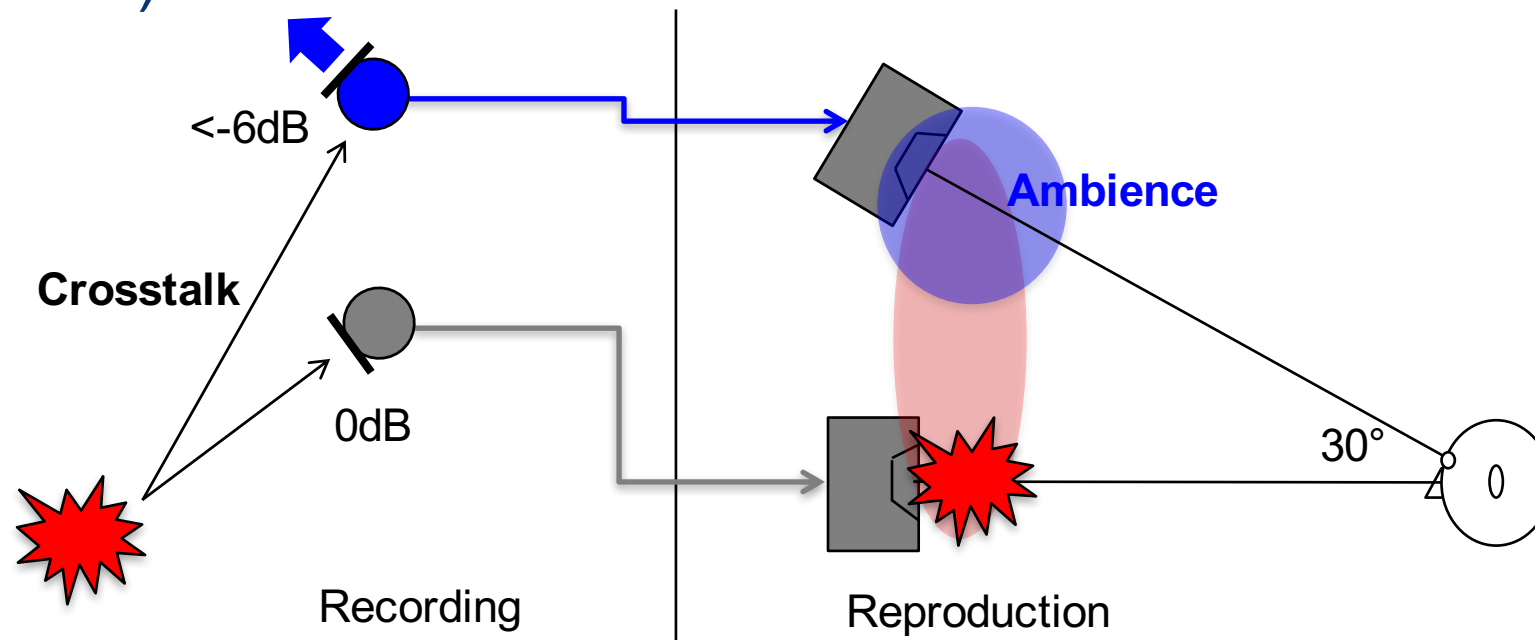 )
<-6dB
Ambience
Crosstalk
0dB
30°
Recording
Reproduction